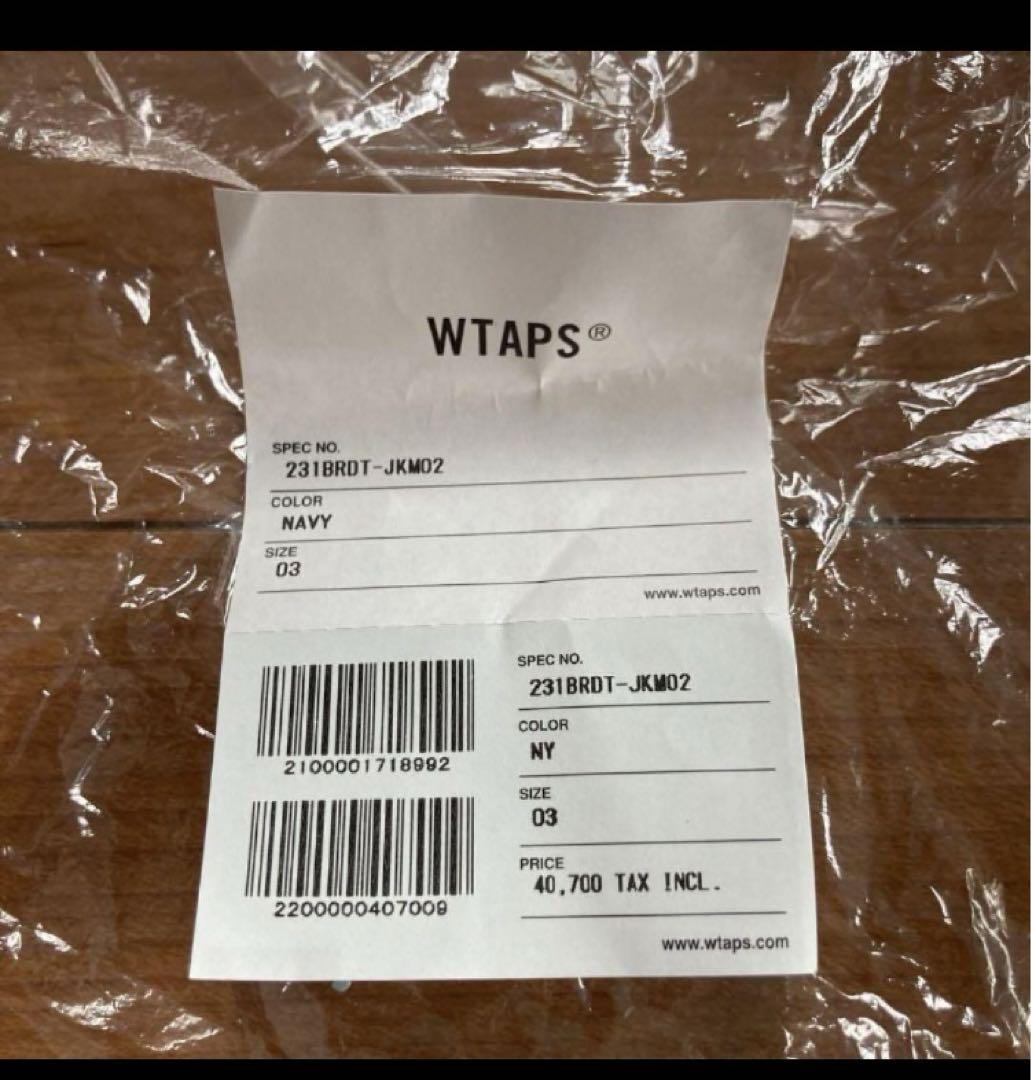 WTAPS®
SPEC NO.
231BRDT-JKM02
COLOR
NAVY
SIZE
03
www.wtaps.com
2100001718992
2200000407009
SPEC NO.
231BRDT-JKM02
COLOR
NY
SIZE
03
PRICE
40,700 TAX INCL.
www.wtaps.com